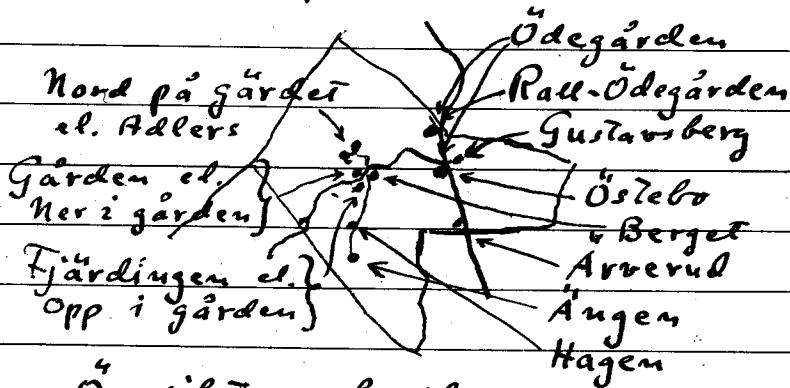 Ödegården
Nord på gärdet
el. Adlers
Rall-Ödegården
Gustavsberg
Gården el.
Ner i gården
Östebo
Berget
Arverud
Fjärdingen el.
Opp i gården
Ängen
Hagen